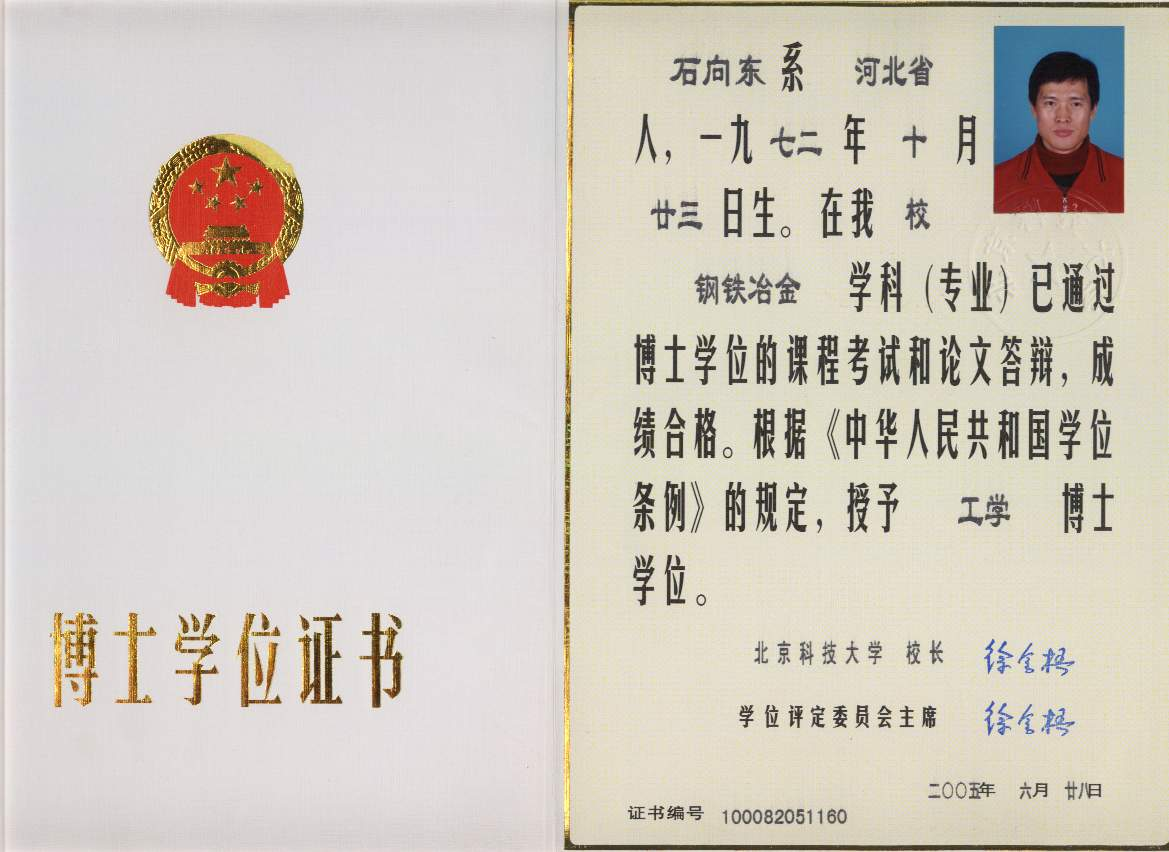 博士学位证书
石向东系 河北省
人，一九七二年 十 月
廿三日生。在我 校
钢铁冶金 学科（专业）已通过
博士学位的课程考试和论文答辩，成
绩合格。根据《中华人民共和国学位
条例》的规定，授予 工学 博士
学位。
北京科技大学 校长 徐金梧
学位评定委员会主席 徐金梧
二〇〇五年 六月 廿八日
证书编号 100082051160